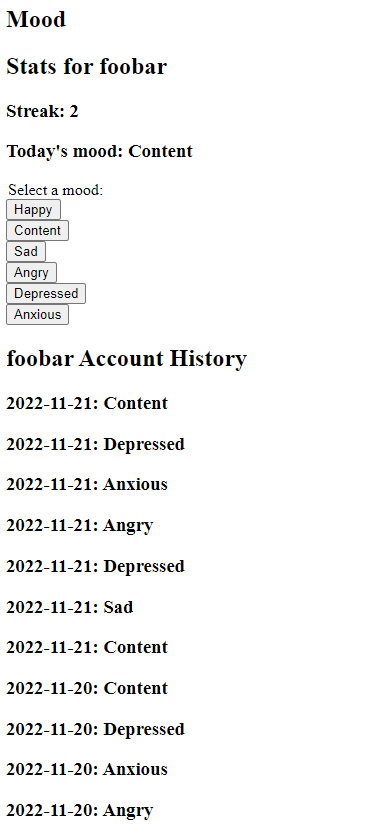 Mood
Stats for foobar
Streak: 2
Today's mood: Content
Select a mood:
Happy
Content
Sad
Angry
Depressed
Anxious
foobar Account History
2022-11-21: Content
2022-11-21: Depressed
2022-11-21: Anxious
2022-11-21: Angry
2022-11-21: Depressed
2022-11-21: Sad
2022-11-21: Content
2022-11-20: Content
2022-11-20: Depressed
2022-11-20: Anxious
2022-11-20: Angry